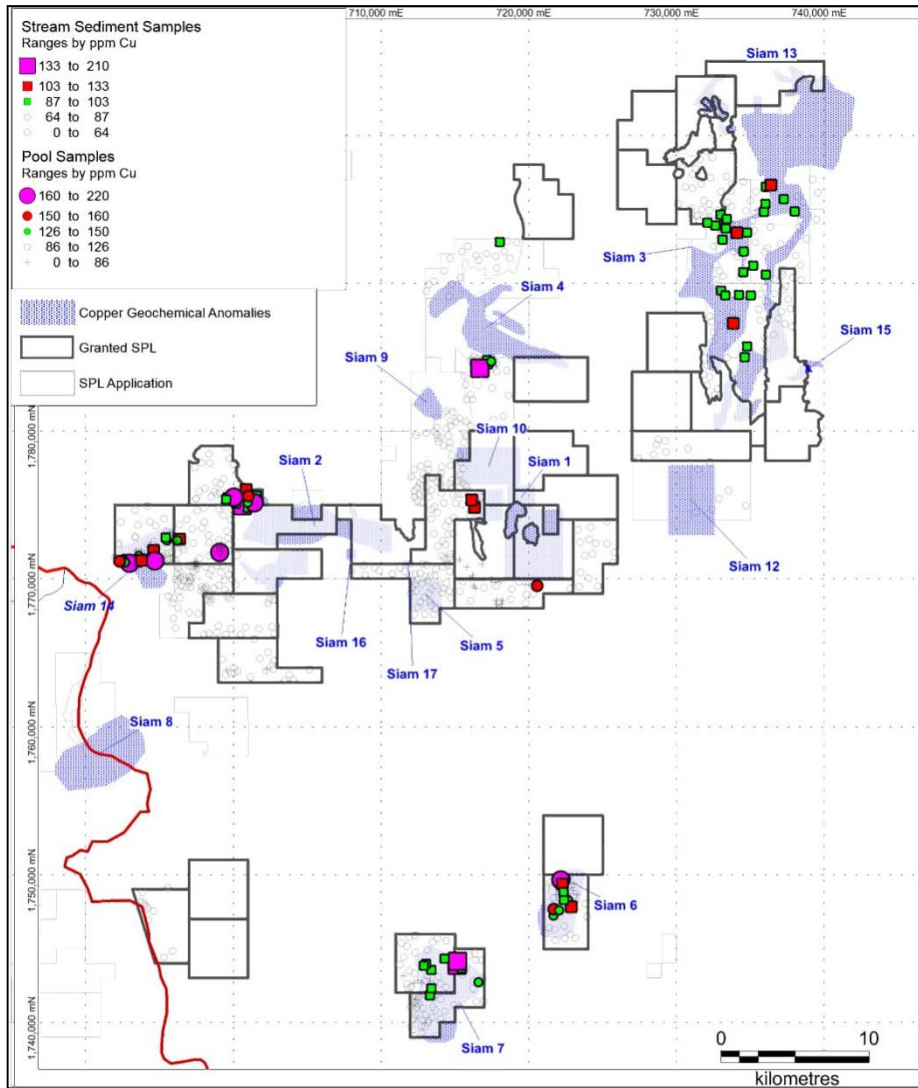 710,000 mE
720,000 mE
730,000 mE
740,000 mE
Stream Sediment Samples
Ranges by ppm Cu
133 to 210
103 to 133
87 to 103
64 to 87
0 to 64
Pool Samples
Ranges by ppm Cu
160 to 220
150 to 160
126 to 150
86 to 126
0 to 86
Copper Geochemical Anomalies
Granted SPL
SPL Application
Siam 13
Siam 3
Siam 4
Siam 15
Siam 9
1,780,000 mN
Siam 10
Siam 2
Siam 1
Siam 12
1,770,000 mN
Siam 14
Siam 16
Siam 5
Siam 17
Siam 8
1,760,000 mN
1,750,000 mN
Siam 6
1,740,000 mN
Siam 7
0 10
kilometres